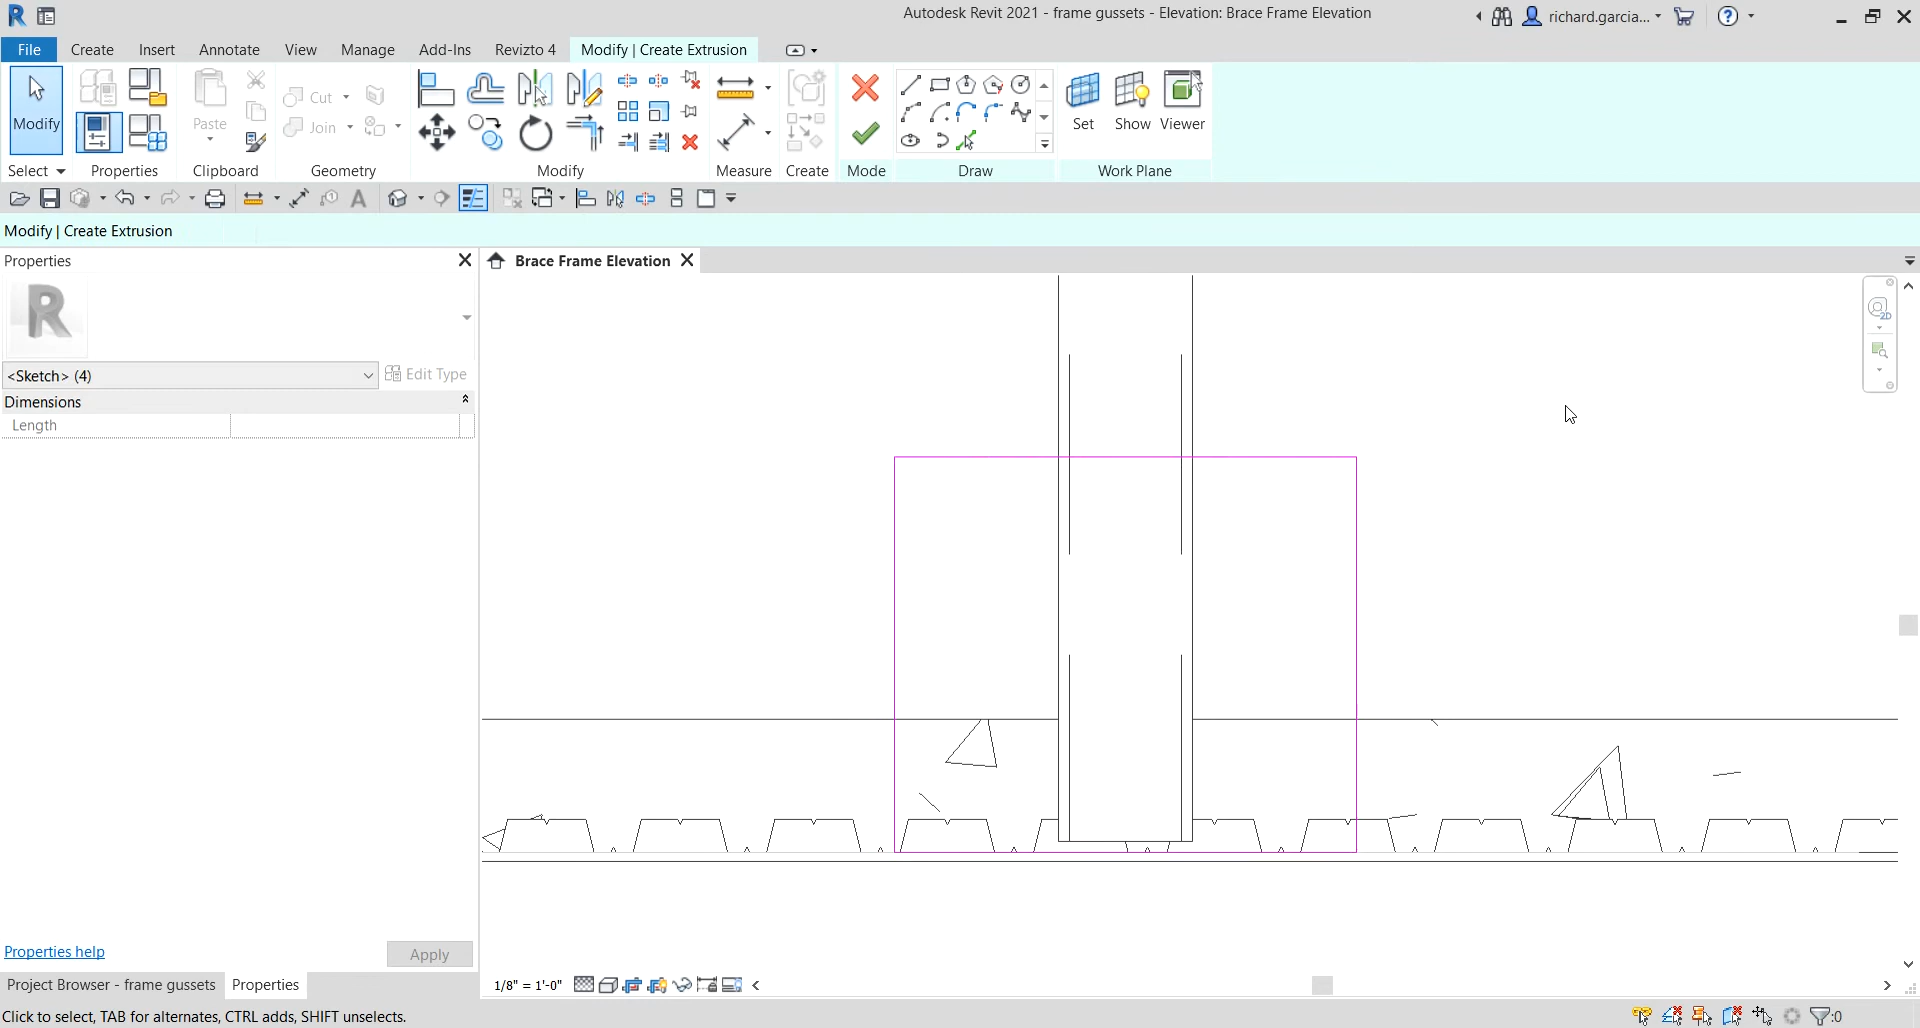 Autodesk Revit 2021 - frame gussets - Elevation: Brace Frame Elevation
richard.garcia...
File
Create
Insert
Annotate
View
Manage
Add-Ins
Revizto 4
Modify | Create Extrusion
Modify
Paste
Cut
Join
Set
Show
Viewer
Select
Properties
Clipboard
Geometry
Modify
Measure
Create
Mode
Draw
Work Plane
Modify | Create Extrusion
Properties
Brace Frame Elevation
R
<Sketch> (4)
Edit Type
Dimensions
Length
2D
Properties help
Apply
Project Browser - frame gussets
Properties
1/8" = 1'-0"
Click to select, TAB for alternates, CTRL adds, SHIFT unselects.
:0